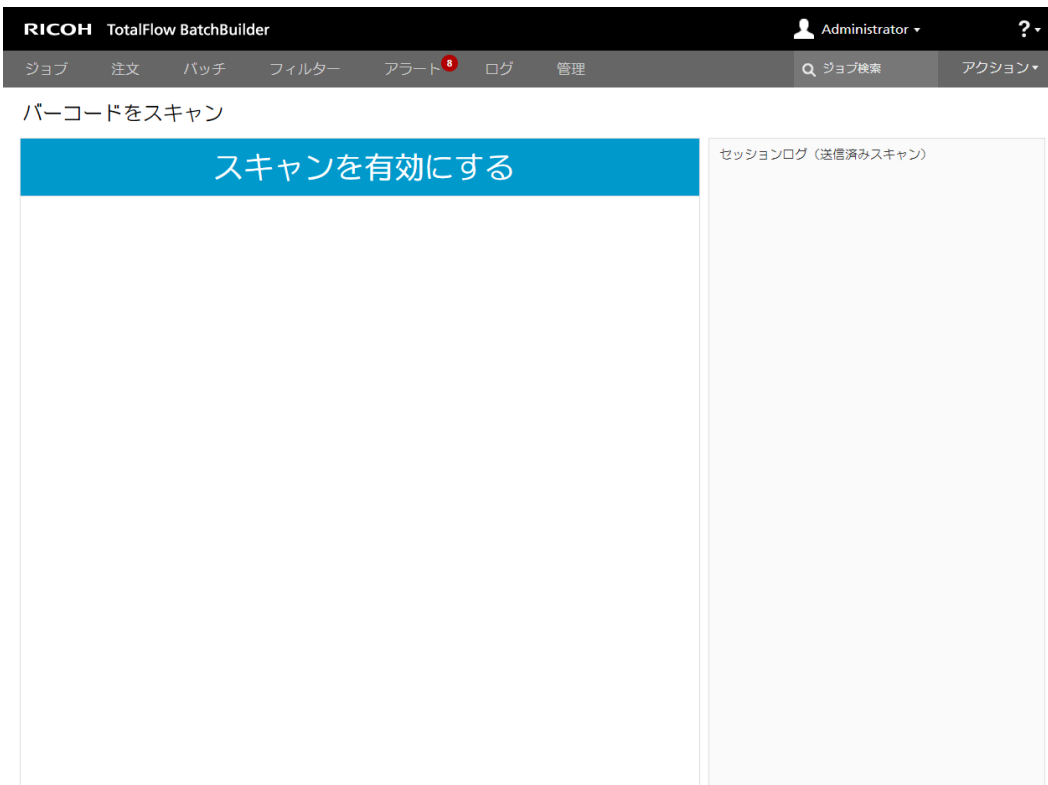 RICOH TotalFlow BatchBuilder Administrator ?
ジョブ 注文 バッチ フィルター アラート 8 ログ 管理 ジョブ検索 アクション
バーコードをスキャン
スキャンを有効にする
セッションログ（送信済みスキャン）